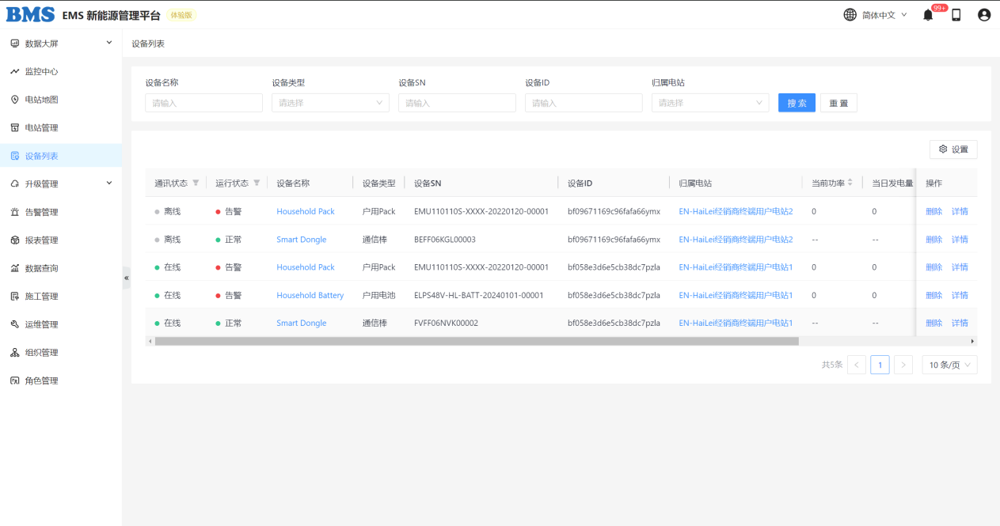 BMS EMS 新能源管理平台 体验版 简体中文 99+
数据大屏
监控中心
电站地图
电站管理
设备列表
升级管理
告警管理
报表管理
数据查询
施工管理
运维管理
组织管理
角色管理
设备列表
设备名称 设备类型 设备SN 设备ID 归属电站
请输入 请选择 请输入 请输入 请选择 搜 索 重 置
设置
通讯状态 运行状态 设备名称 设备类型 设备SN 设备ID 归属电站 当前功率 当日发电量 操作
离线 告警 Household Pack 户用Pack EMU110110S-XXXX-20220120-00001 bf09671169c96fafa66ymx EN-HaiLei经销商终端用户电站2 0 0 删除 详情
离线 正常 Smart Dongle 通信棒 BEFF06KGL00003 bf09671169c96fafa66ymx EN-HaiLei经销商终端用户电站2 -- -- 删除 详情
在线 告警 Household Pack 户用Pack EMU110110S-XXXX-20220120-00001 bf058e3d6e5cb38dc7pzla EN-HaiLei经销商终端用户电站1 0 0 删除 详情
在线 告警 Household Battery 户用电池 ELPS48V-HL-BATT-20240101-00001 bf058e3d6e5cb38dc7pzla EN-HaiLei经销商终端用户电站1 0 0 删除 详情
在线 正常 Smart Dongle 通信棒 FVFF06NVK00002 bf058e3d6e5cb38dc7pzla EN-HaiLei经销商终端用户电站1 -- -- 删除 详情
共5条 < 1 > 10 条/页